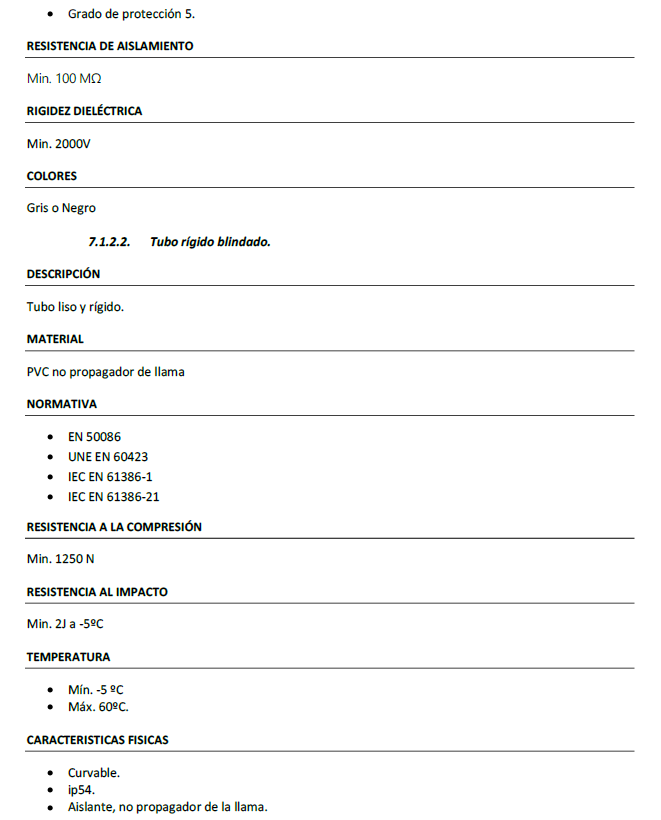 • Grado de protección 5.
RESISTENCIA DE AISLAMIENTO
Min. 100 MΩ
RIGIDEZ DIELÉCTRICA
Min. 2000V
COLORES
Gris o Negro
7.1.2.2. Tubo rígido blindado.
DESCRIPCIÓN
Tubo liso y rígido.
MATERIAL
PVC no propagador de llama
NORMATIVA
• EN 50086
• UNE EN 60423
• IEC EN 61386-1
• IEC EN 61386-21
RESISTENCIA A LA COMPRESIÓN
Min. 1250 N
RESISTENCIA AL IMPACTO
Min. 2J a -5ºC
TEMPERATURA
• Mín. -5 ºC
• Máx. 60ºC.
CARACTERISTICAS FISICAS
• Curvable.
• ip54.
• Aislante, no propagador de la llama.